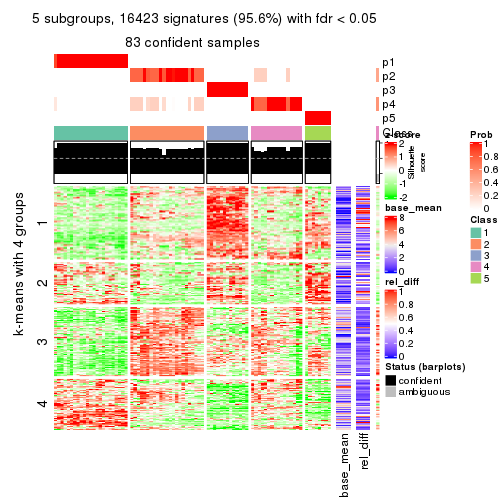 5 subgroups, 16423 signatures (95.6%) with fdr < 0.05
83 confident samples
p1
p2
p3
p4
p5
Class
Silhouette
score
k-means with 4 groups
1
2
3
4
base_mean
rel_diff
z-score
2
1
0
-1
-2
base_mean
8
6
4
2
0
rel_diff
1
0.8
0.6
0.4
0.2
0
Status (barplots)
confident
ambiguous
Prob
1
0.8
0.6
0.4
0.2
0
Class
1
2
3
4
5